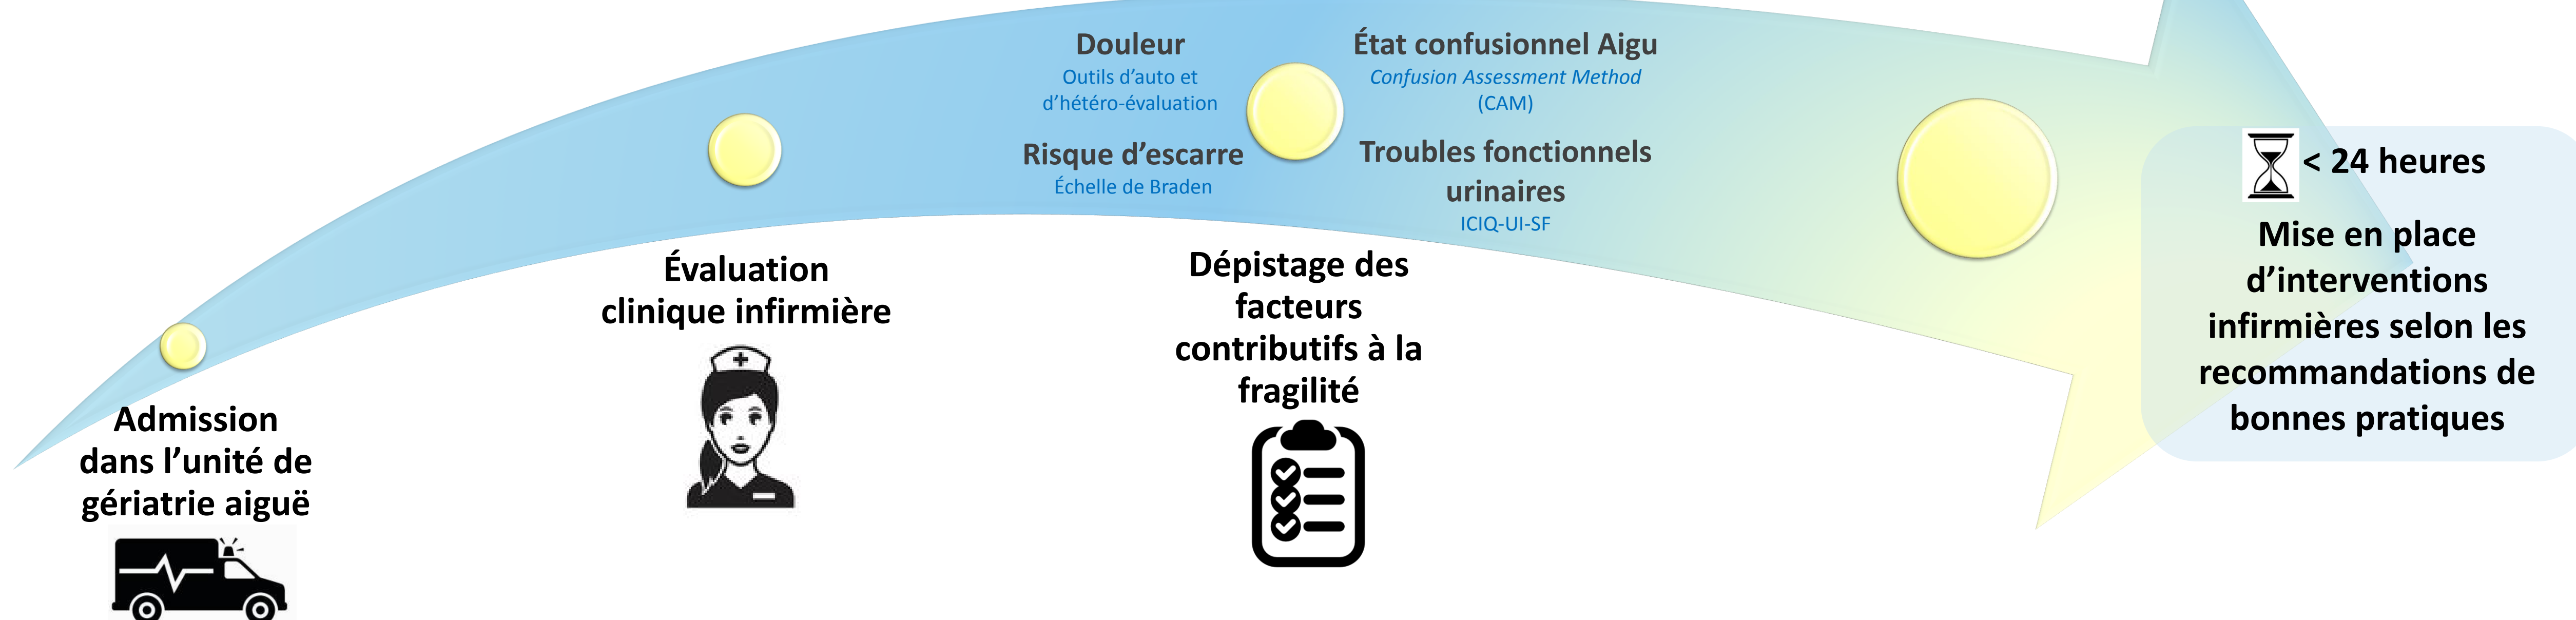 Admission
dans l’unité de
gériatrie aiguë
Évaluation
clinique infirmière
Douleur
Outils d’auto et
d’hétéro-évaluation
Risque d’escarre
Échelle de Braden
État confusionnel Aigu
Confusion Assessment Method
(CAM)
Troubles fonctionnels
urinaires
ICIQ-UI-SF
Dépistage des
facteurs
contributifs à la
fragilité
< 24 heures
Mise en place
d’interventions
infirmières selon les
recommandations de
bonnes pratiques